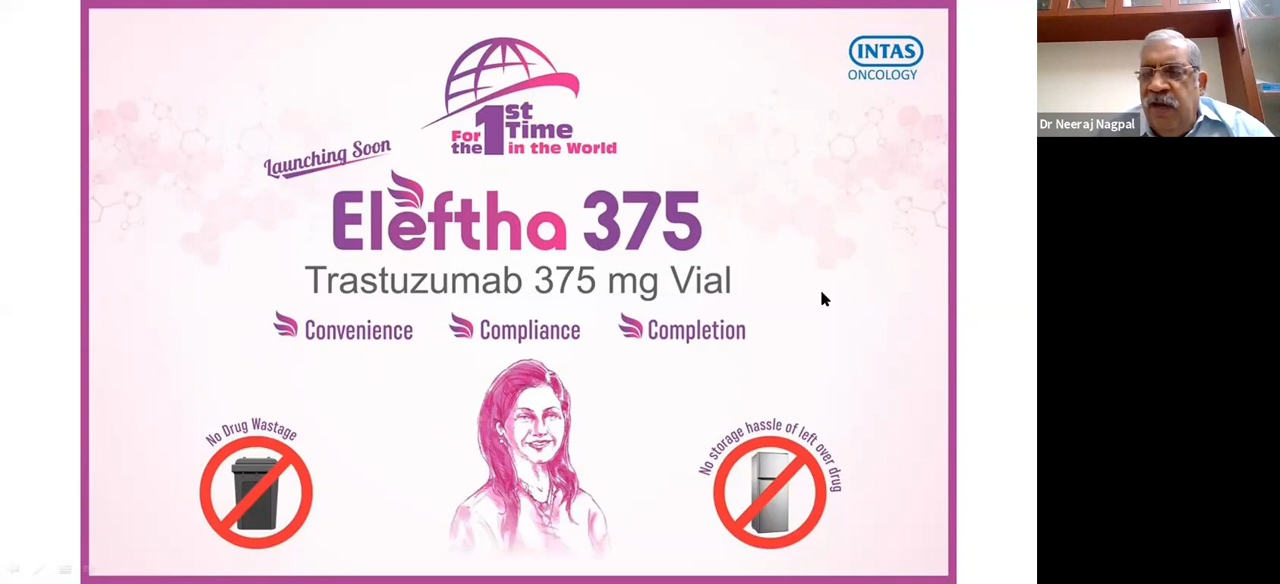 INTAS
ONCOLOGY
For the 1st Time in the World
Launching Soon
Eleftha 375
Trastuzumab 375 mg Vial
Convenience
Compliance
Completion
No Drug Wastage
No storage hassle of left over drug
Dr Neeraj Nagpal